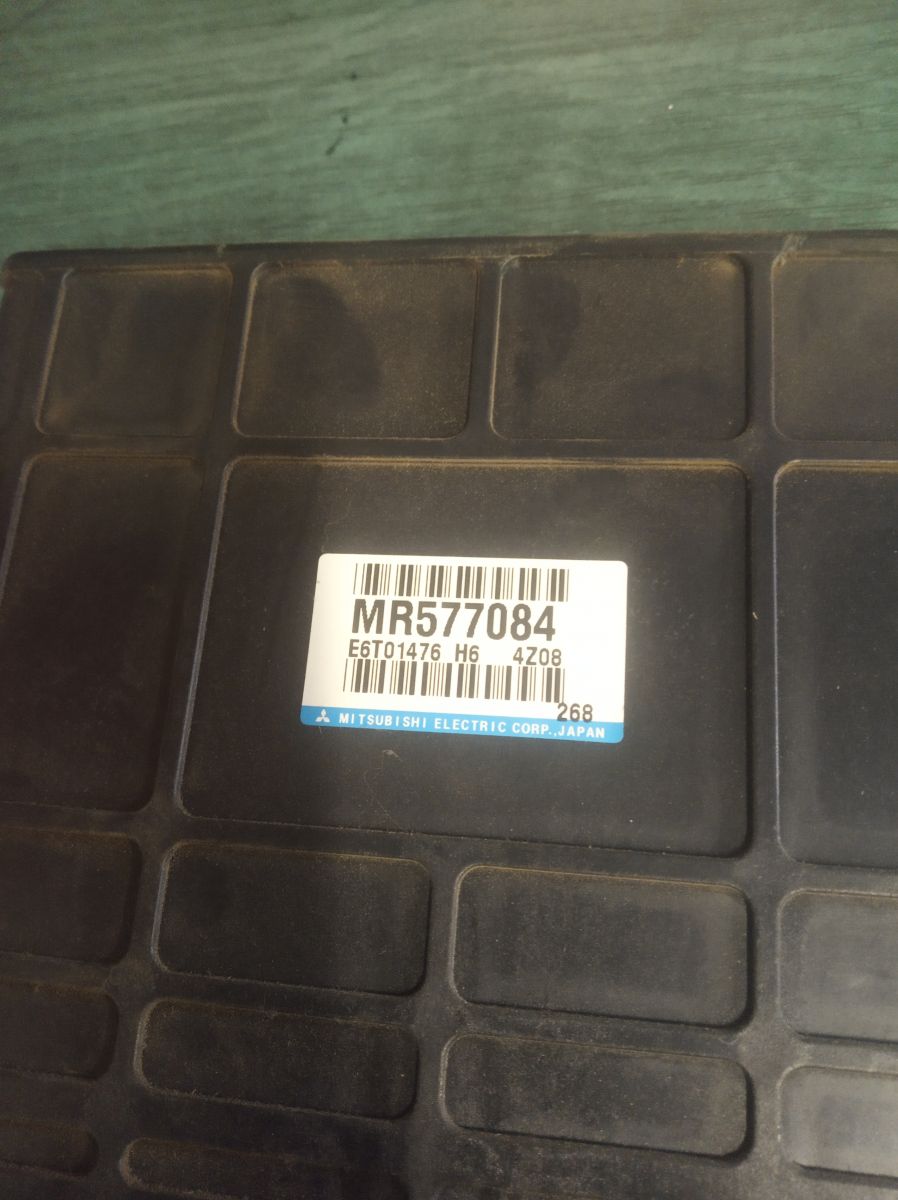 MR577084
E6T01476 H6 4Z08
268
MITSUBISHI ELECTRIC CORP.,JAPAN